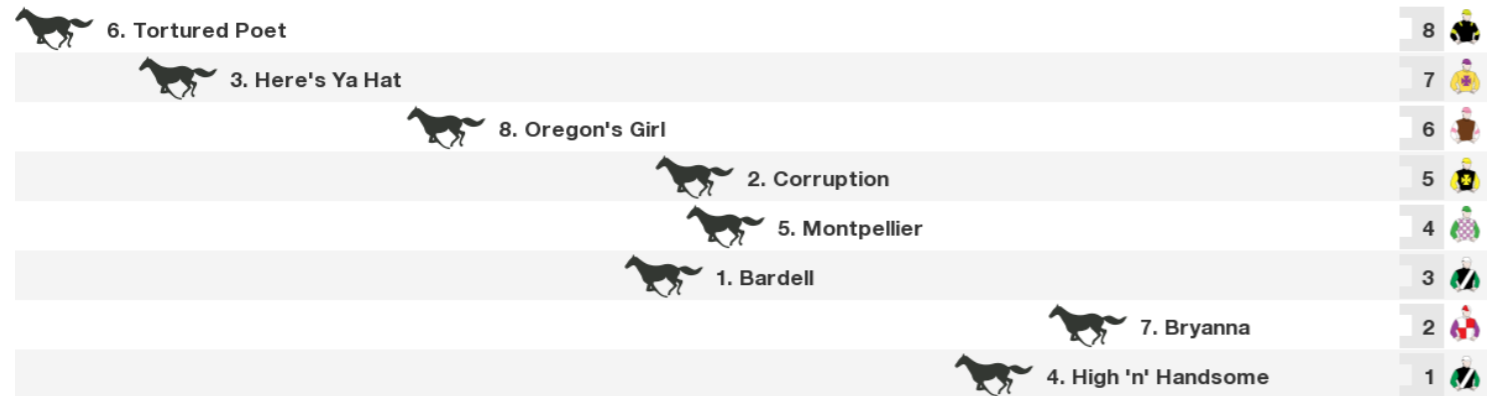 6. Tortured Poet 8
3. Here's Ya Hat 7
8. Oregon's Girl 6
2. Corruption 5
5. Montpellier 4
1. Bardell 3
7. Bryanna 2
4. High 'n' Handsome 1